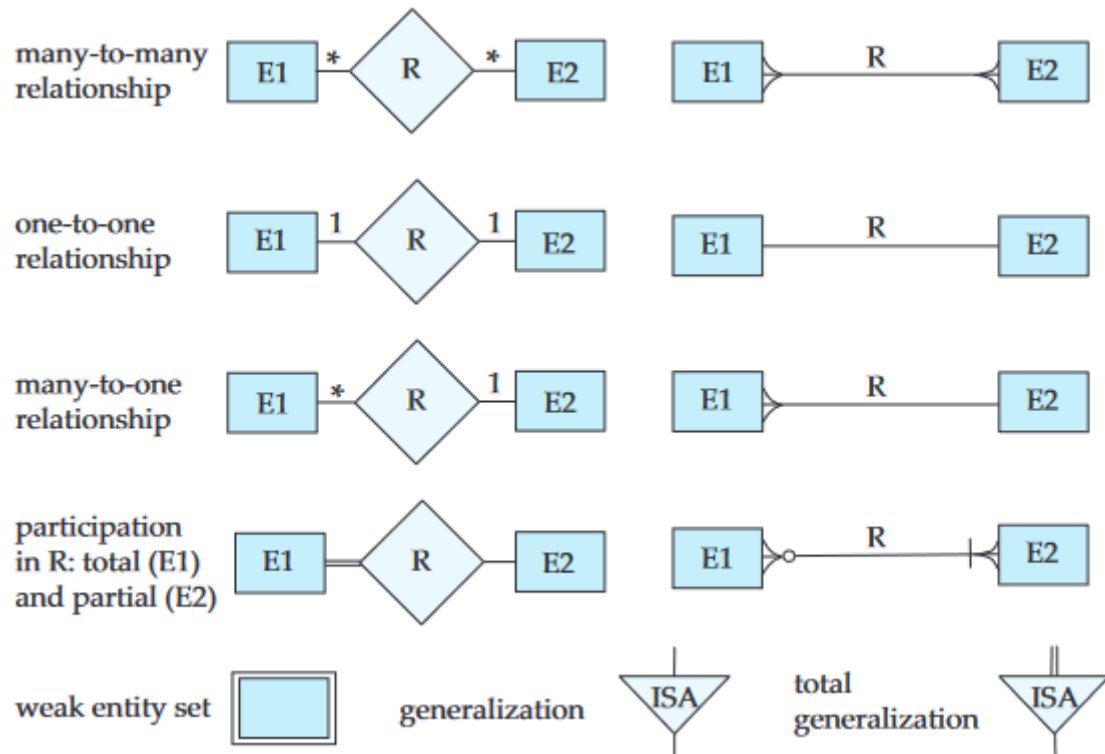 many-to-many
relationship
E1 * R * E2
E1 R E2
one-to-one
relationship
E1 1 R 1 E2
E1 R E2
many-to-one
relationship
E1 * R 1 E2
E1 R E2
participation
in R: total (E1)
and partial (E2)
E1 R E2
E1 R E2
weak entity set
generalization
ISA
total
generalization
ISA